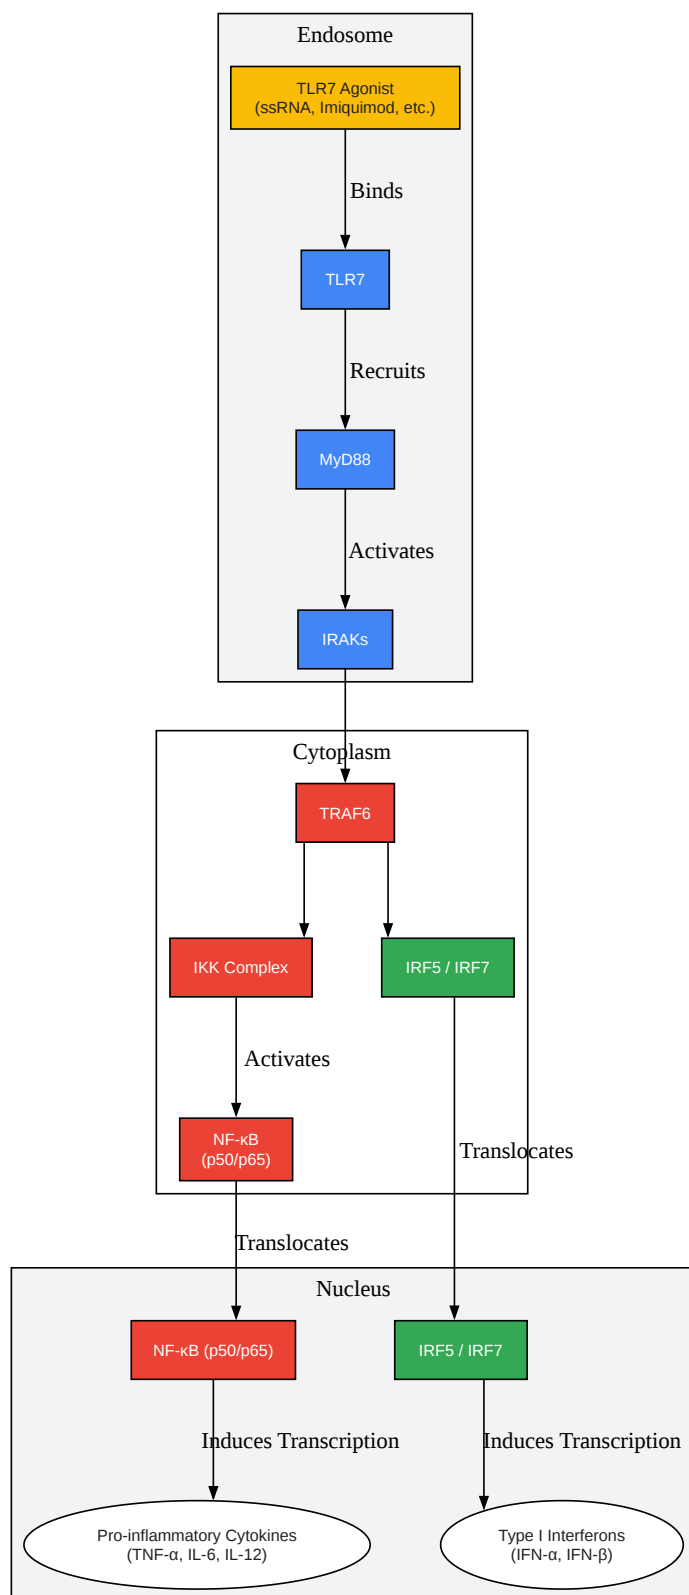 Endosome
TLR7 Agonist
(ssRNA, Imiquimod, etc.)
Binds
TLR7
Recruits
MyD88
Activates
IRAKs
Cytoplasm
TRAF6
IKK Complex
IRF5 / IRF7
Activates
NF-κB
(p50/p65)
Translocates
Translocates
Nucleus
NF-κB (p50/p65)
IRF5 / IRF7
Induces Transcription
Induces Transcription
Pro-inflammatory Cytokines
(TNF-α, IL-6, IL-12)
Type I Interferons
(IFN-α, IFN-β)